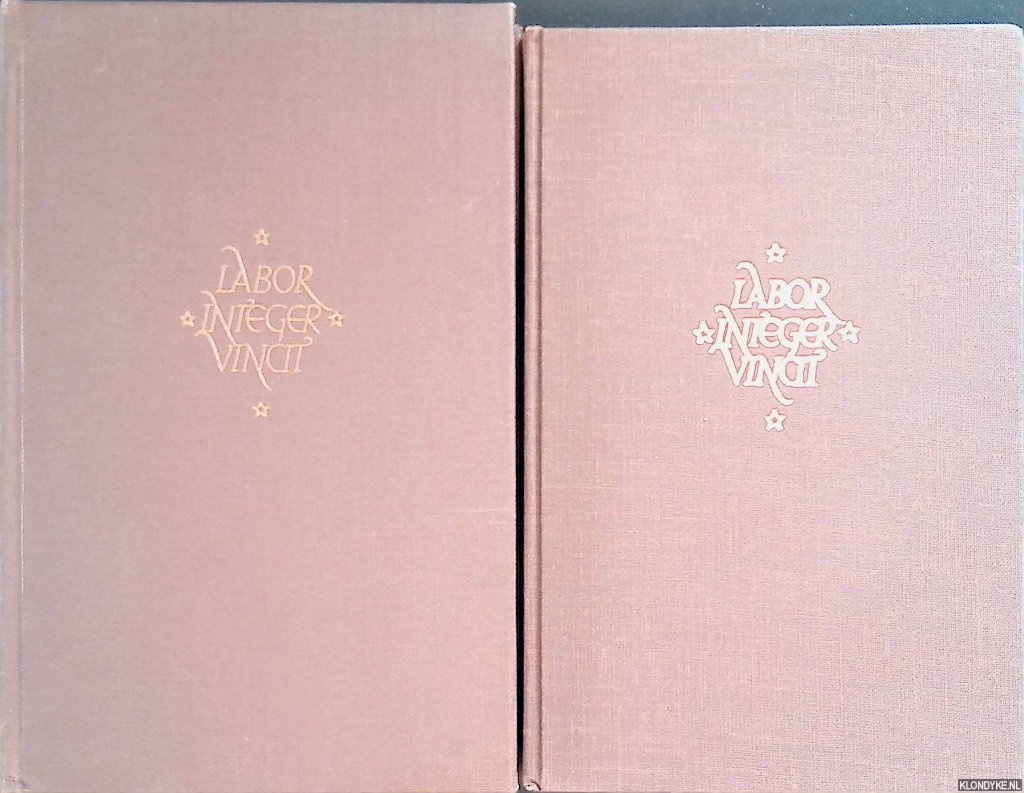 LABOR
INTEGER
VINCIT
LABOR
INTEGER
VINCIT
KLONDYKE.NL